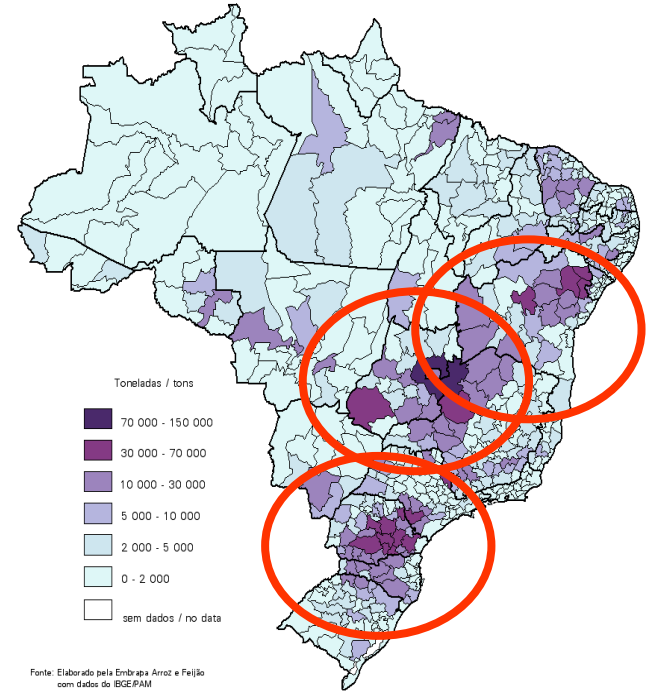 Toneladas / tons
70 000 - 150 000
30 000 - 70 000
10 000 - 30 000
5 000 - 10 000
2 000 - 5 000
0 - 2 000
sem dados / no data
Fonte: Elaborado pela Embrapa Arroz e Feijão
com dados do IBGE/PAM